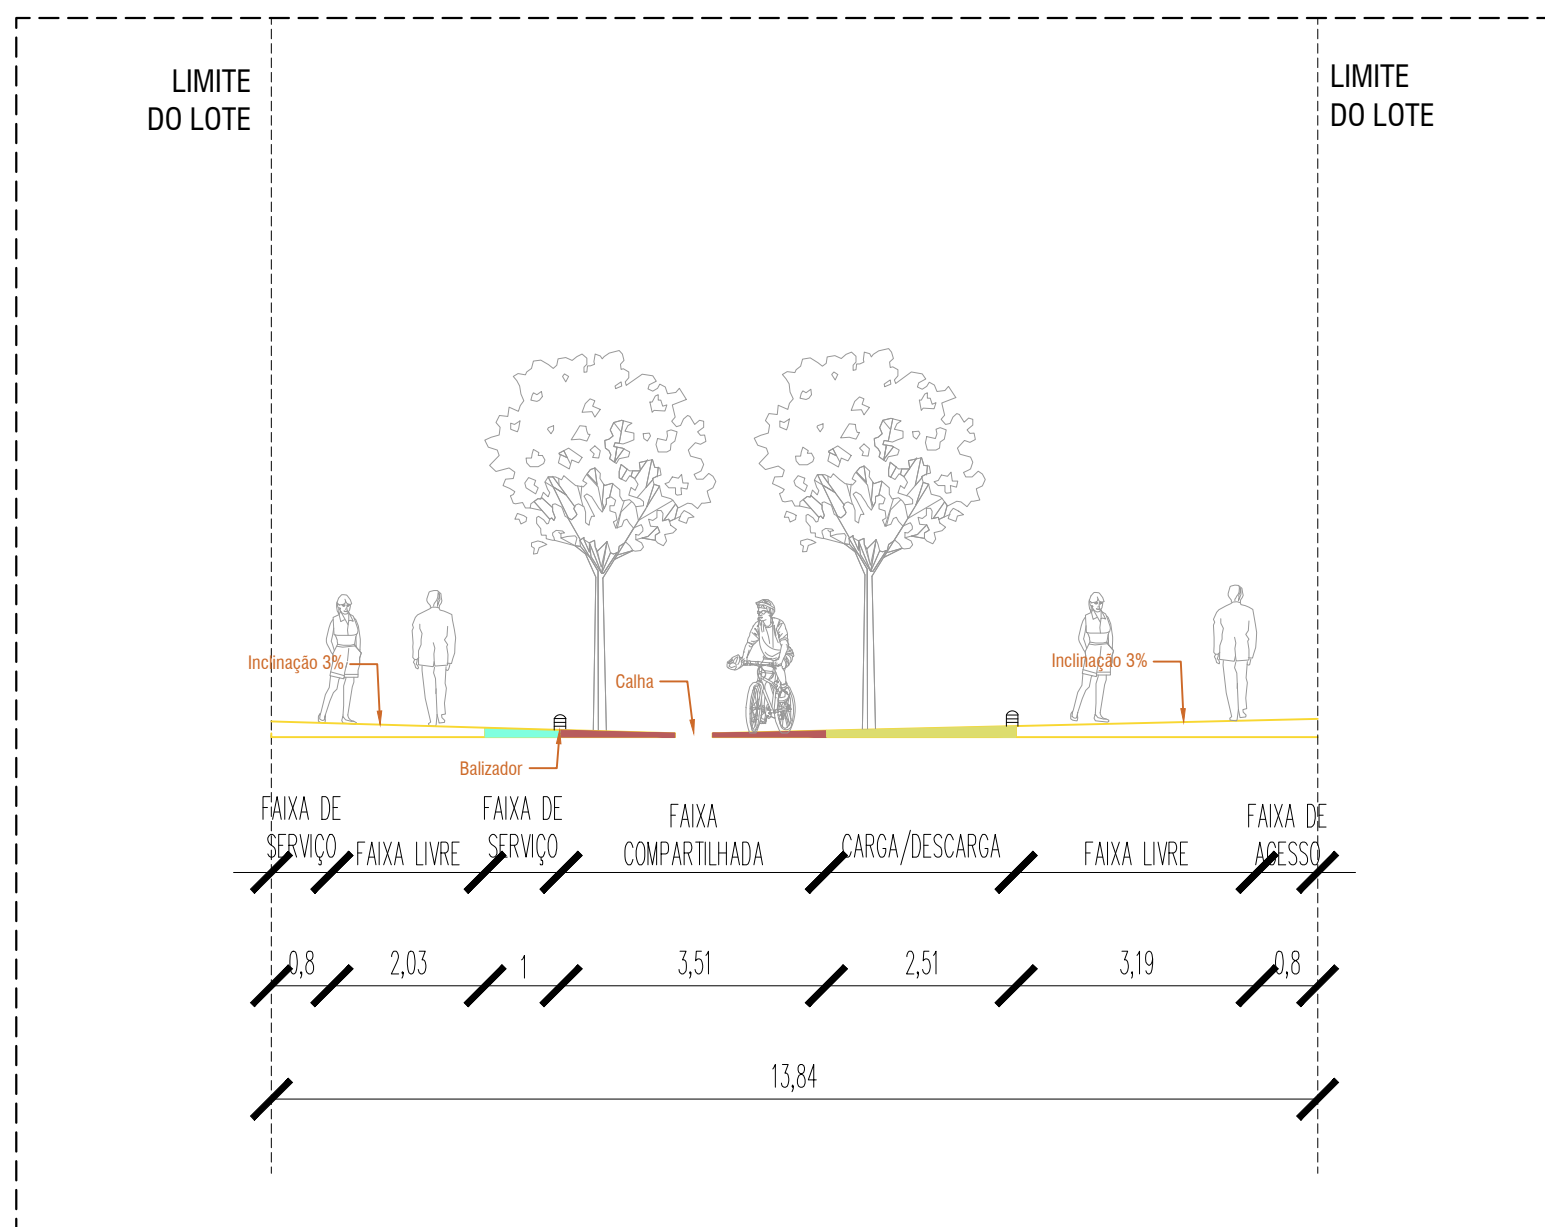 LIMITE
DO LOTE
LIMITE
DO LOTE
Inclinação 3%
Calha
Inclinação 3%
Balizador
FAIXA DE
SERVIÇO
FAIXA LIVRE
FAIXA DE
SERVIÇO
FAIXA
COMPARTILHADA
CARGA/DESCARGA
FAIXA LIVRE
FAIXA DE
ACESSO
0,8
2,03
1
3,51
2,51
3,19
0,8
13,84